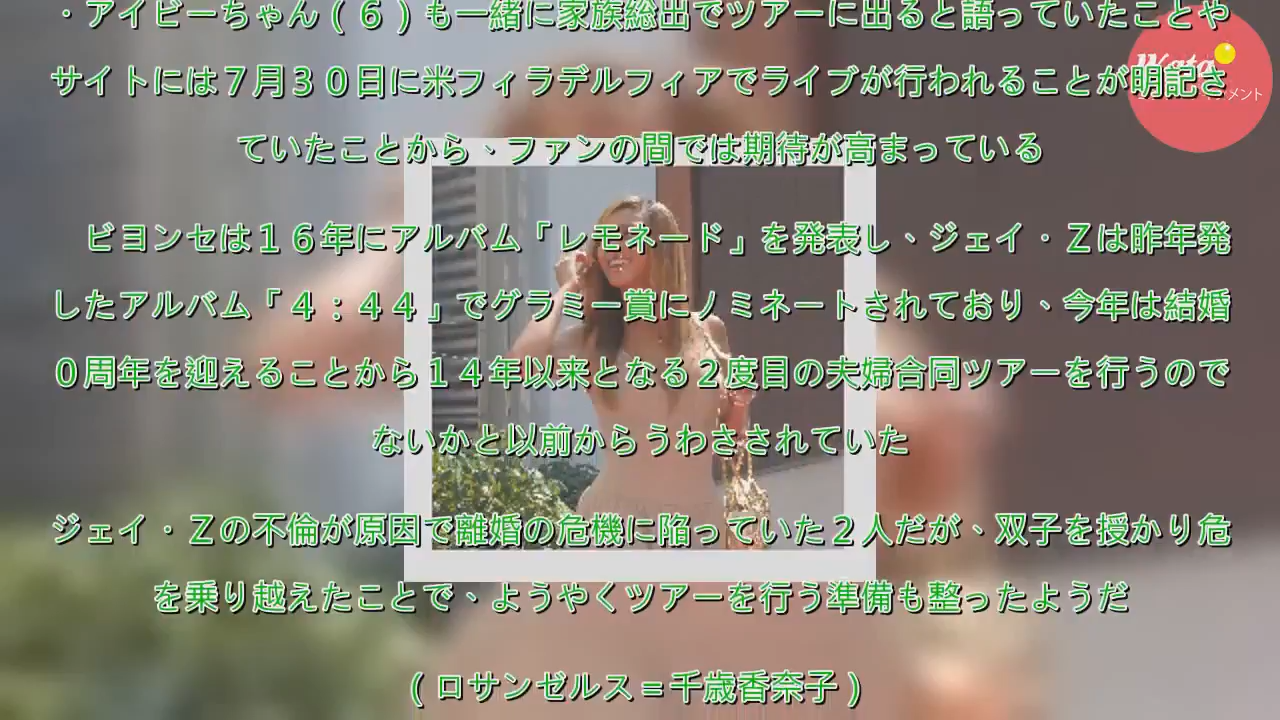 ・アイビーちゃん(６)も一緒に家族総出でツアーに出ると語っていたことや
サイトには７月３０日に米フィラデルフィアでライブが行われることが明記さ
ていたことから、ファンの間では期待が高まっている
ビヨンセは１６年にアルバム「レモネード」を発表し、ジェイ・Ｚは昨年発
したアルバム「４：４４」でグラミー賞にノミネートされており、今年は結婚
０周年を迎えることから１４年以来となる２度目の夫婦合同ツアーを行うので
ないかと以前からうわさされていた
ジェイ・Ｚの不倫が原因で離婚の危機に陥っていた２人だが、双子を授かり危
を乗り越えたことで、ようやくツアーを行う準備も整ったようだ
(ロサンゼルス＝千歳香奈子)